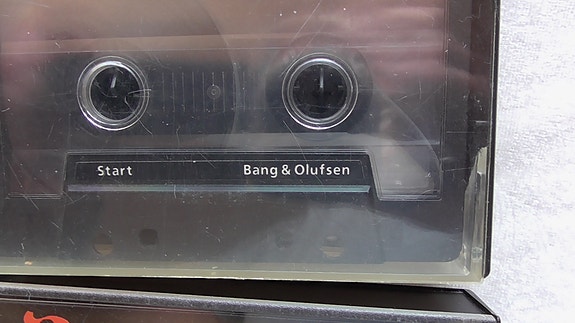 Start Bang & Olufsen